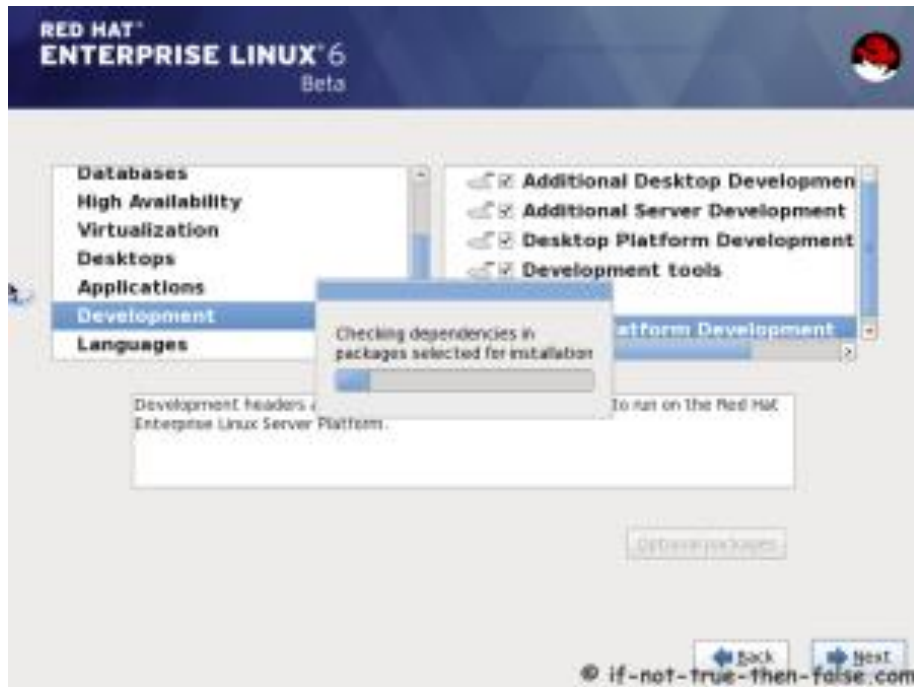 RED HAT™
ENTERPRISE LINUX® 6
Beta
Databases
High Availability
Virtualization
Desktops
Applications
Development
Languages
Additional Desktop Developmen
Additional Server Development
Desktop Platform Development
Development tools
atform Development
Checking dependencies in
packages selected for installation
Development headers a to run on the Red Hat
Enterprise Linux Server Platform.
Optional packages
Back
Next
© if-not-true-then-false.com